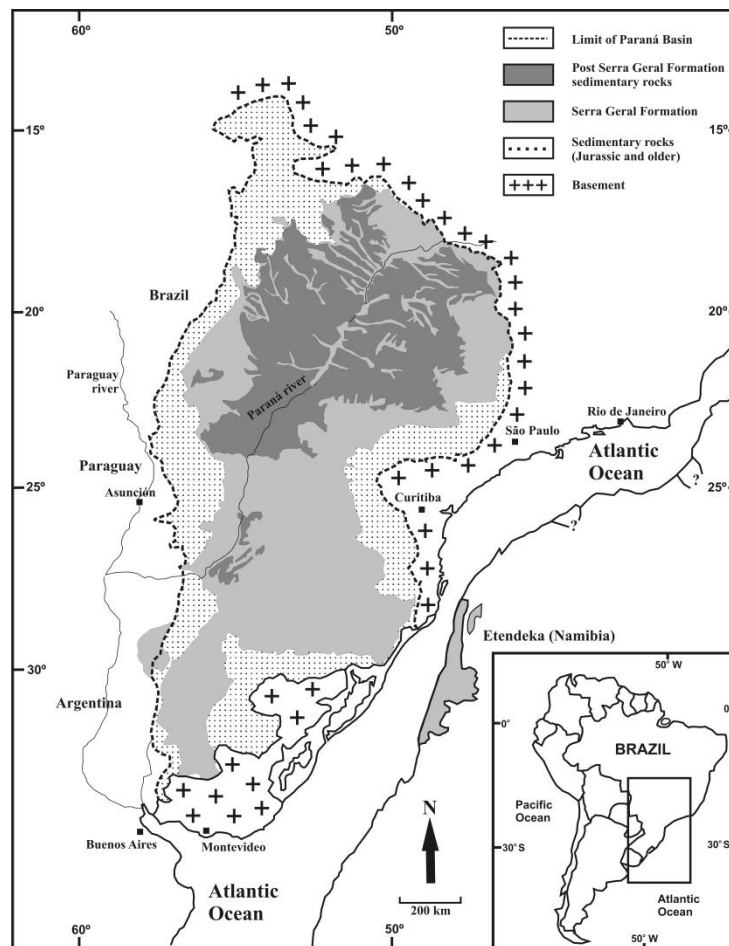 60º
50º
Limit of Paraná Basin
Post Serra Geral Formation
sedimentary rocks
Serra Geral Formation
Sedimentary rocks
(Jurassic and older)
Basement
15º
15º
Brazil
20º
20º
Paraguay
river
Paraná river
Rio de Janeiro
São Paulo
Paraguay
Atlantic
Ocean
Asunción
Curitiba
25º
25º
?
?
Etendeka (Namibia)
30º
Argentina
N
Buenos Aires
Montevideo
Atlantic
Ocean
200 km
60º
50º
50º W
0º
0º
BRAZIL
Pacific
Ocean
30ºS
30ºS
Atlantic
Ocean
50º W